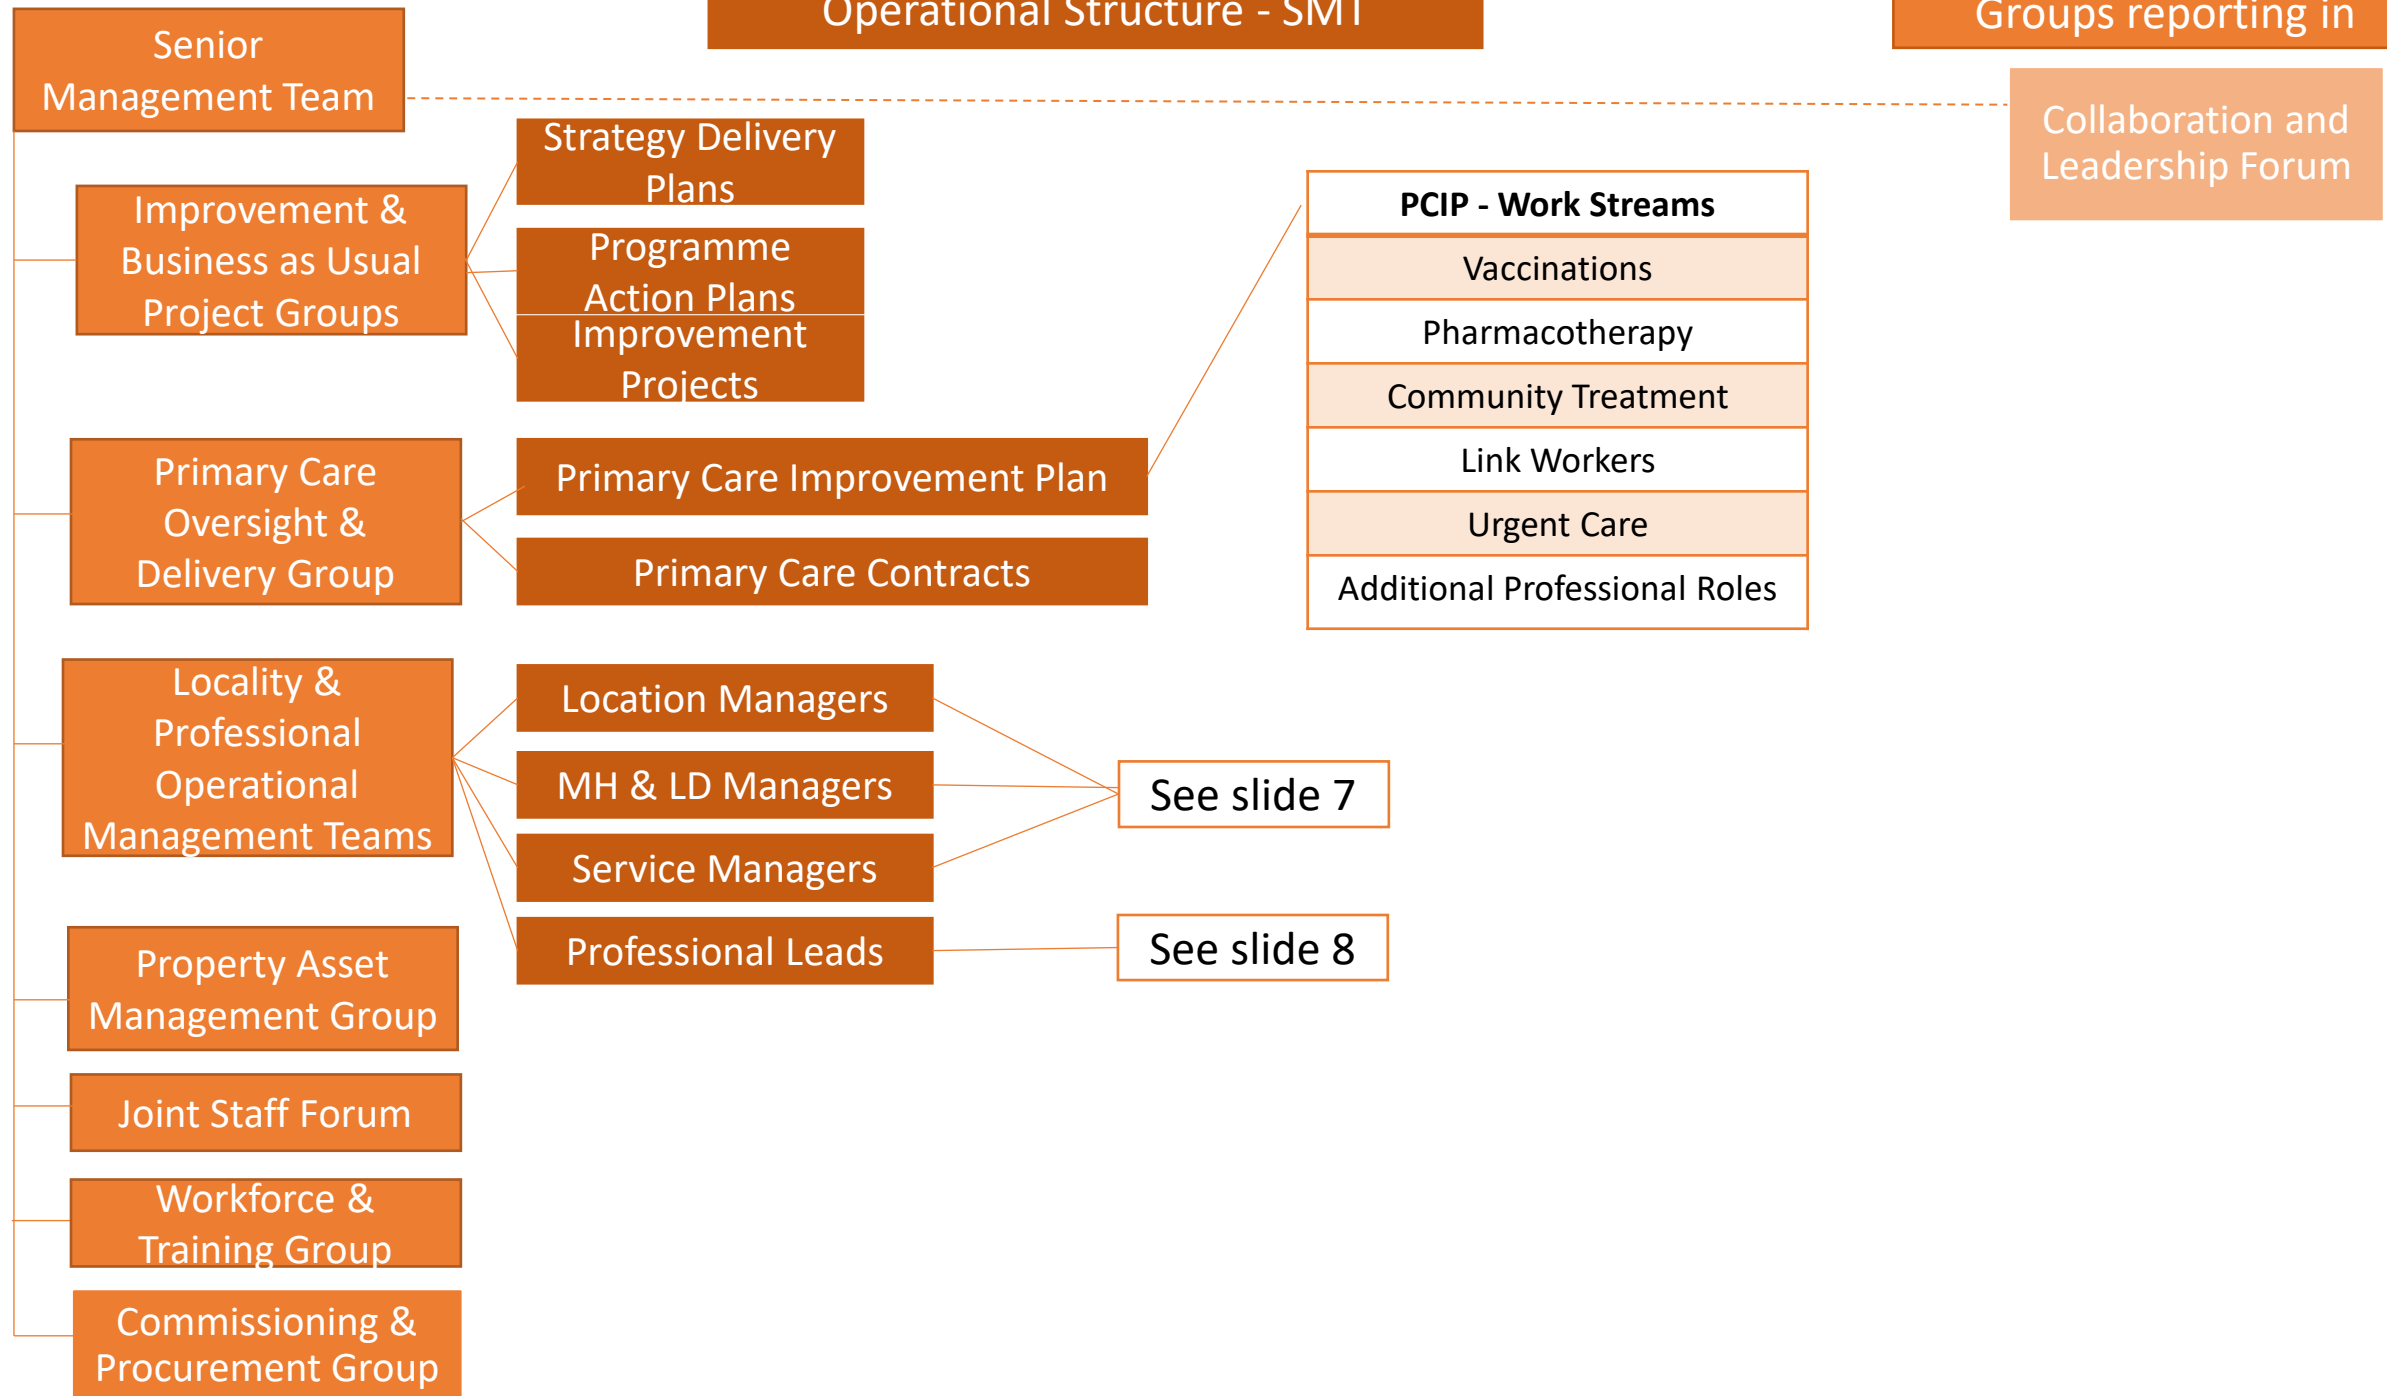 Operational Structure - SMT
Groups reporting in
Senior
Management Team
Collaboration and
Leadership Forum
Improvement &
Business as Usual
Project Groups
Strategy Delivery
Plans
Programme
Action Plans
Improvement
Projects
PCIP - Work Streams
Vaccinations
Pharmacotherapy
Community Treatment
Link Workers
Urgent Care
Additional Professional Roles
Primary Care
Oversight &
Delivery Group
Primary Care Improvement Plan
Primary Care Contracts
Locality &
Professional
Operational
Management Teams
Location Managers
MH & LD Managers
Service Managers
Professional Leads
See slide 7
See slide 8
Property Asset
Management Group
Joint Staff Forum
Workforce &
Training Group
Commissioning &
Procurement Group